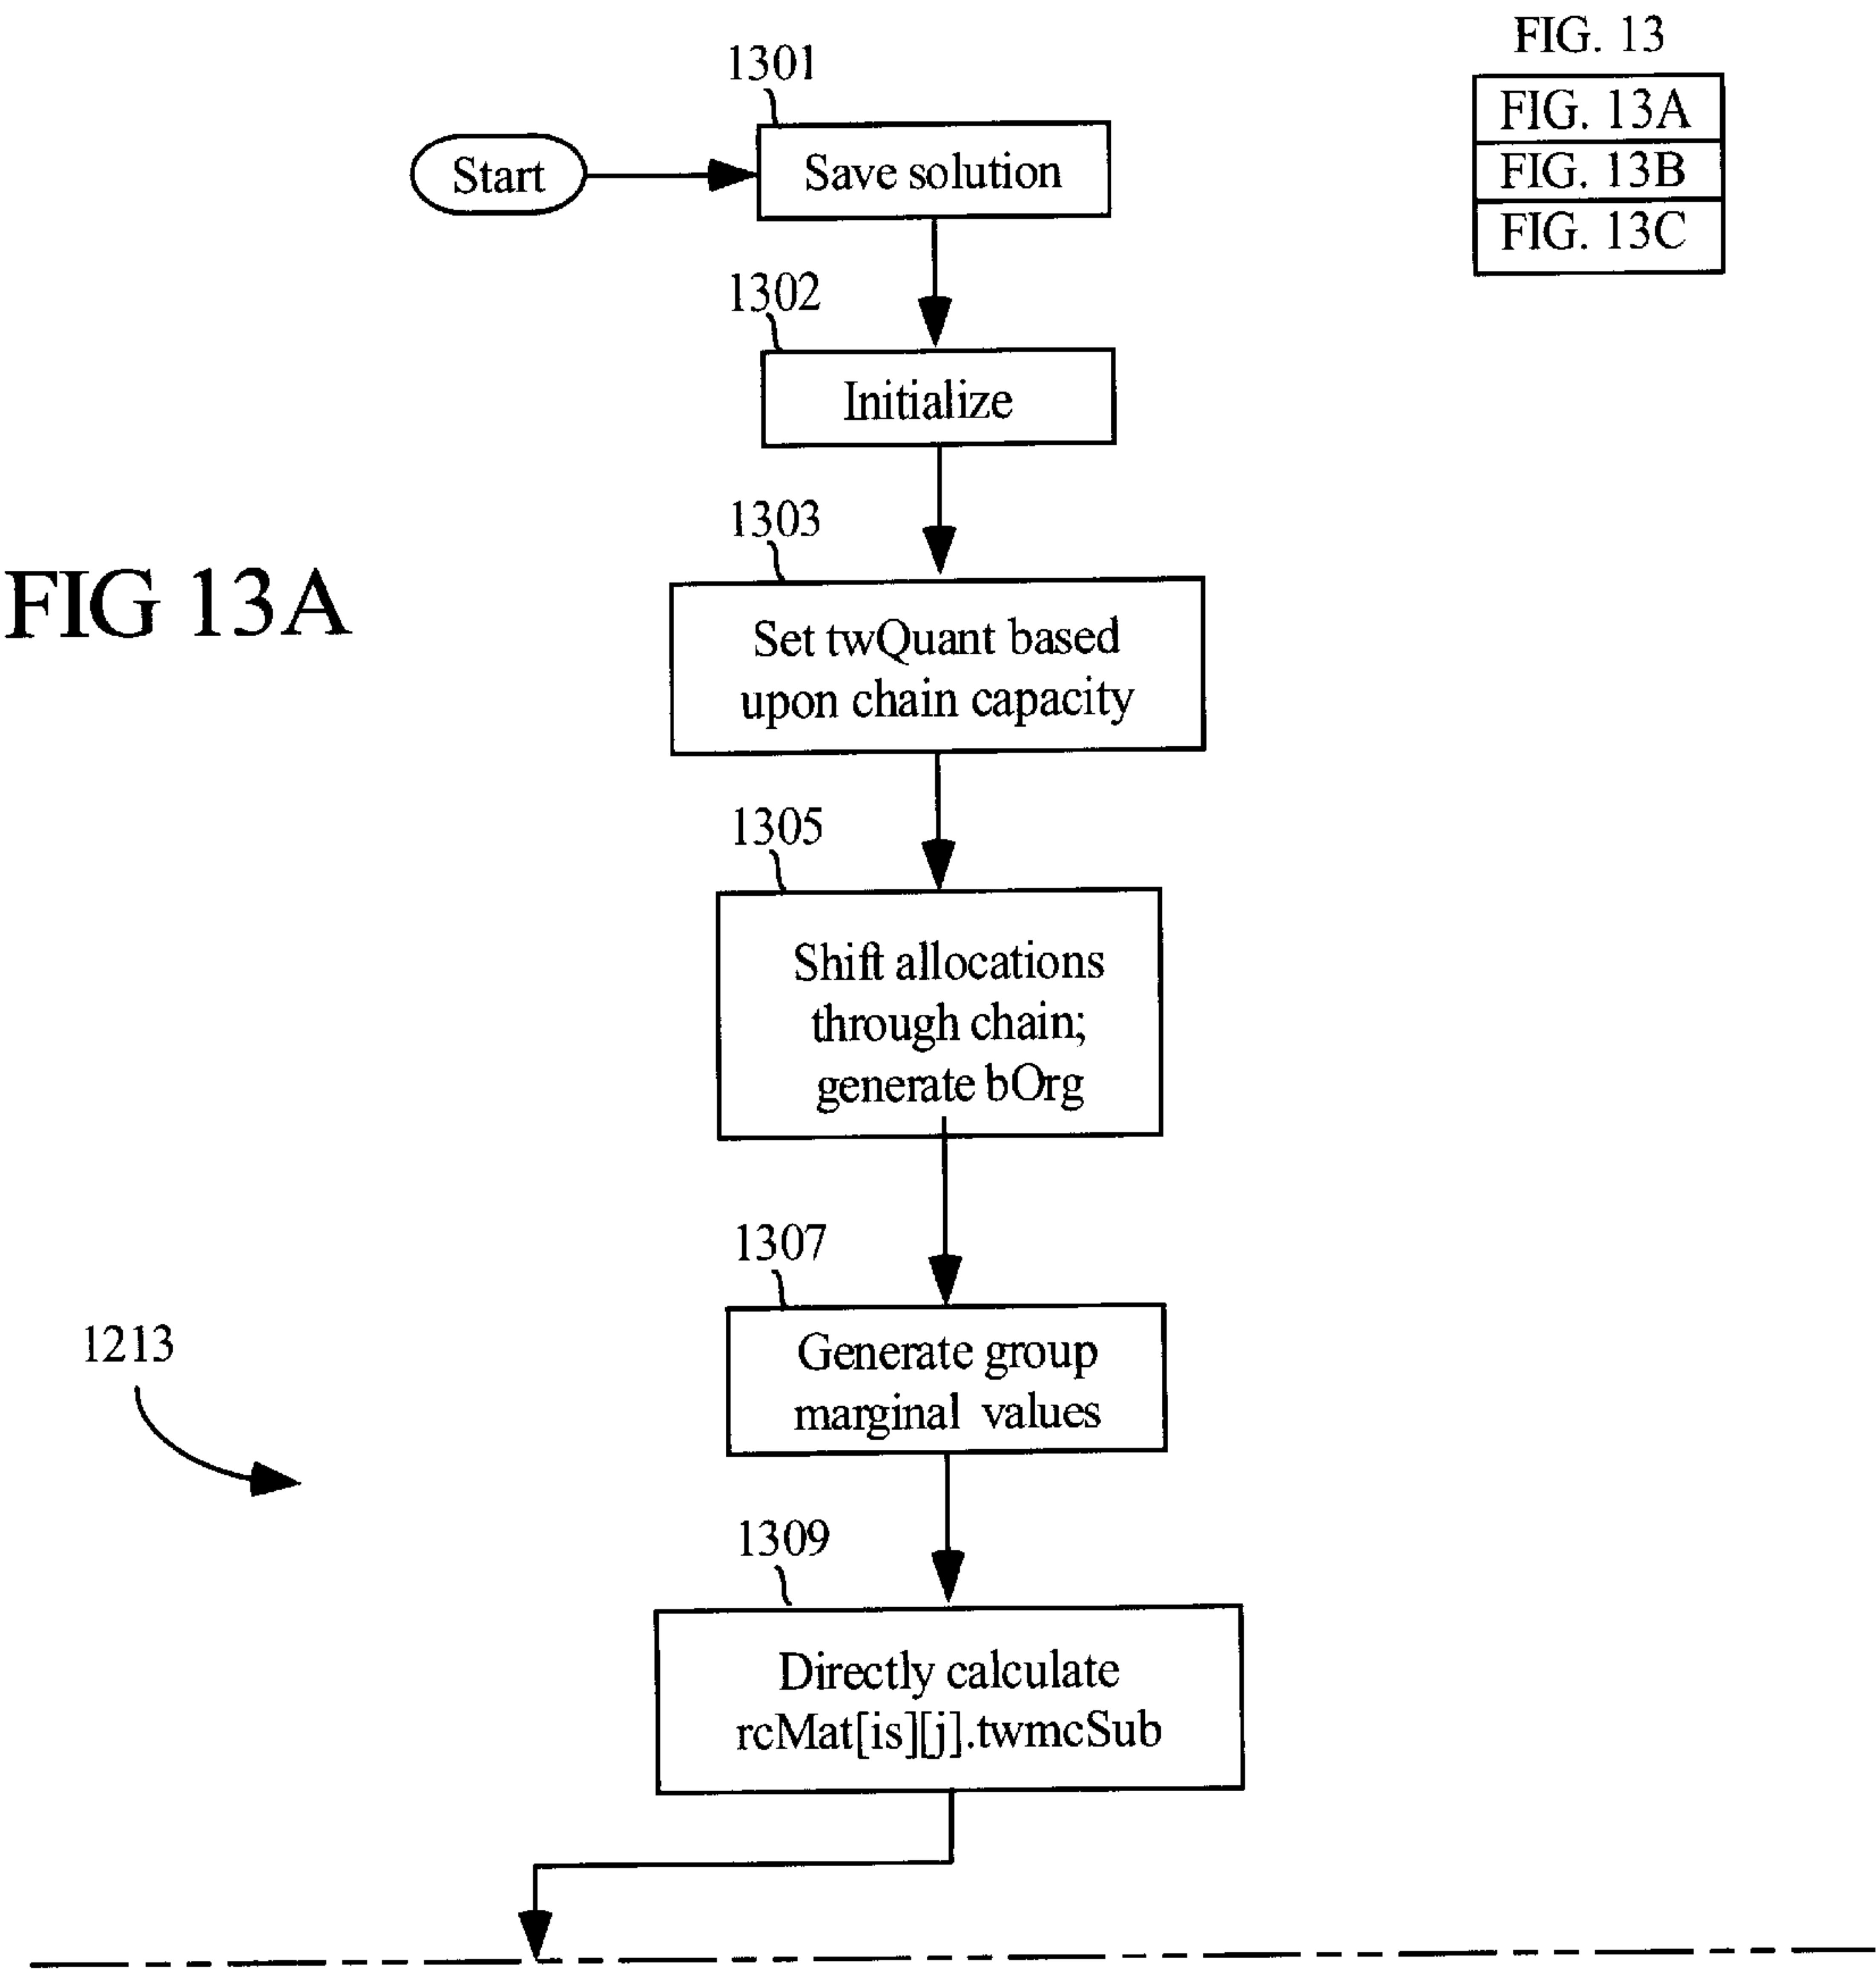 FIG. 13
FIG. 13A
FIG. 13B
FIG. 13C
1301
Start
Save solution
1302
Initialize
1303
FIG 13A
Set twQuant based
upon chain capacity
1305
Shift allocations
through chain;
generate bOrg
1307
Generate group
marginal values
1213
1309
Directly calculate
rcMat[is][j].twmcSub